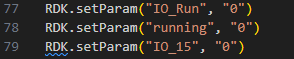 77 RDK.setParam("IO_Run", "0")
78 RDK.setParam("running", "0")
79 RDK.setParam("IO_15", "0")